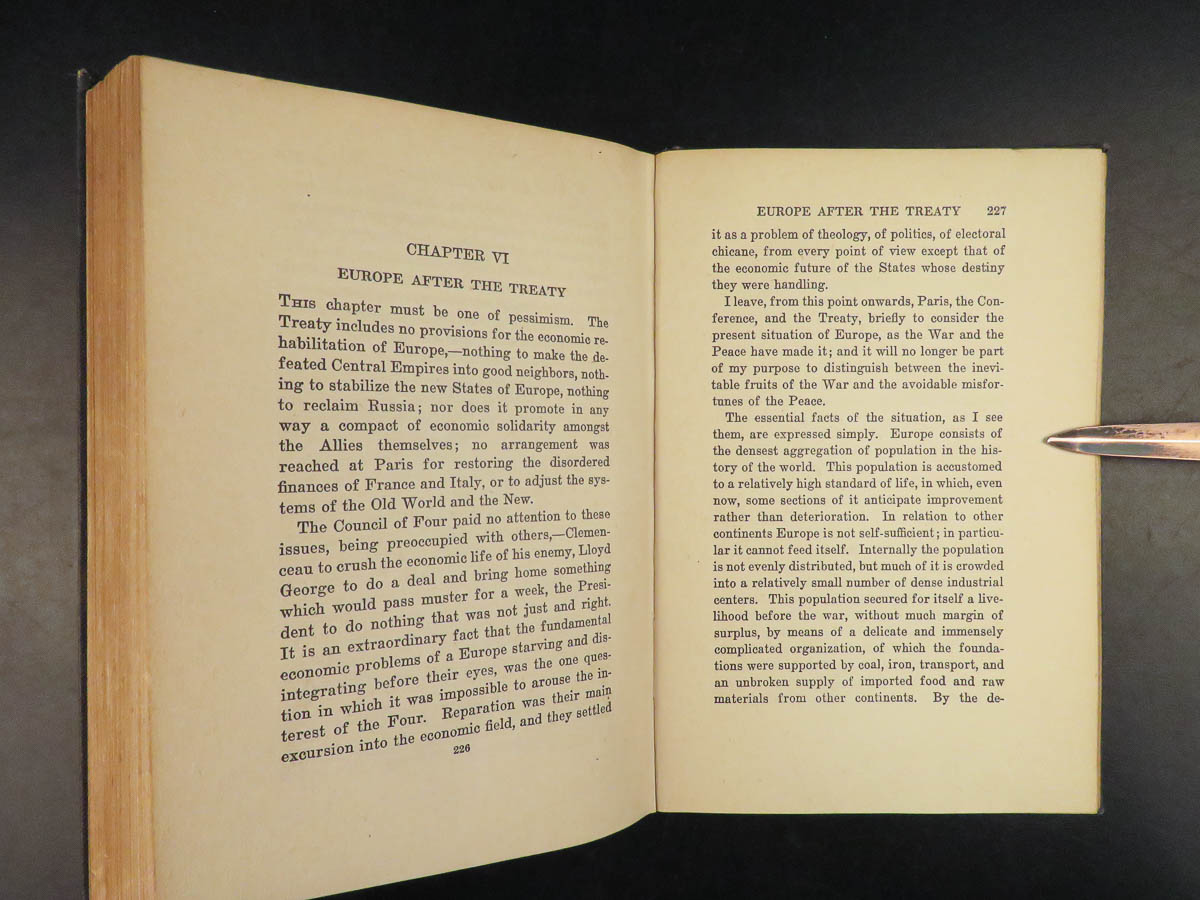 CHAPTER VI
EUROPE AFTER THE TREATY
THIS chapter must be one of pessimism. The
Treaty includes no provisions for the economic re-
habilitation of Europe,—nothing to make the de-
feated Central Empires into good neighbors, noth-
ing to stabilize the new States of Europe, nothing
to reclaim Russia; nor does it promote in any
way a compact of economic solidarity amongst
the Allies themselves; no arrangement was
reached at Paris for restoring the disordered
finances of France and Italy, or to adjust the sys-
tems of the Old World and the New.
The Council of Four paid no attention to these
issues, being preoccupied with others,—Clemen-
ceau to crush the economic life of his enemy, Lloyd
George to do a deal and bring home something
which would pass muster for a week, the Presi-
dent to do nothing that was not just and right.
It is an extraordinary fact that the fundamental
economic problems of a Europe starving and dis-
integrating before their eyes, was the one ques-
tion in which it was impossible to arouse the in-
terest of the Four. Reparation was their main
excursion into the economic field, and they settled
226
EUROPE AFTER THE TREATY 227
it as a problem of theology, of politics, of electoral
chicane, from every point of view except that of
the economic future of the States whose destiny
they were handling.
I leave, from this point onwards, Paris, the Con-
ference, and the Treaty, briefly to consider the
present situation of Europe, as the War and the
Peace have made it; and it will no longer be part
of my purpose to distinguish between the inevi-
table fruits of the War and the avoidable misfor-
tunes of the Peace.
The essential facts of the situation, as I see
them, are expressed simply. Europe consists of
the densest aggregation of population in the his-
tory of the world. This population is accustomed
to a relatively high standard of life, in which, even
now, some sections of it anticipate improvement
rather than deterioration. In relation to other
continents Europe is not self-sufficient; in particu-
lar it cannot feed itself. Internally the population
is not evenly distributed, but much of it is crowded
into a relatively small number of dense industrial
centers. This population secured for itself a live-
lihood before the war, without much margin of
surplus, by means of a delicate and immensely
complicated organization, of which the founda-
tions were supported by coal, iron, transport, and
an unbroken supply of imported food and raw
materials from other continents. By the de-